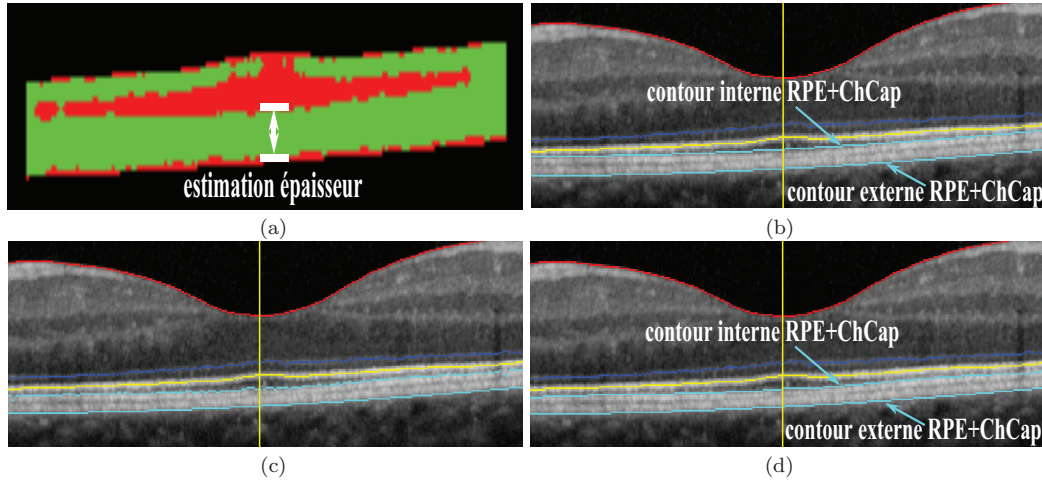 estimation épaisseur
(a)
contour interne RPE+ChCap
contour externe RPE+ChCap
(b)
(c)
contour interne RPE+ChCap
contour externe RPE+ChCap
(d)